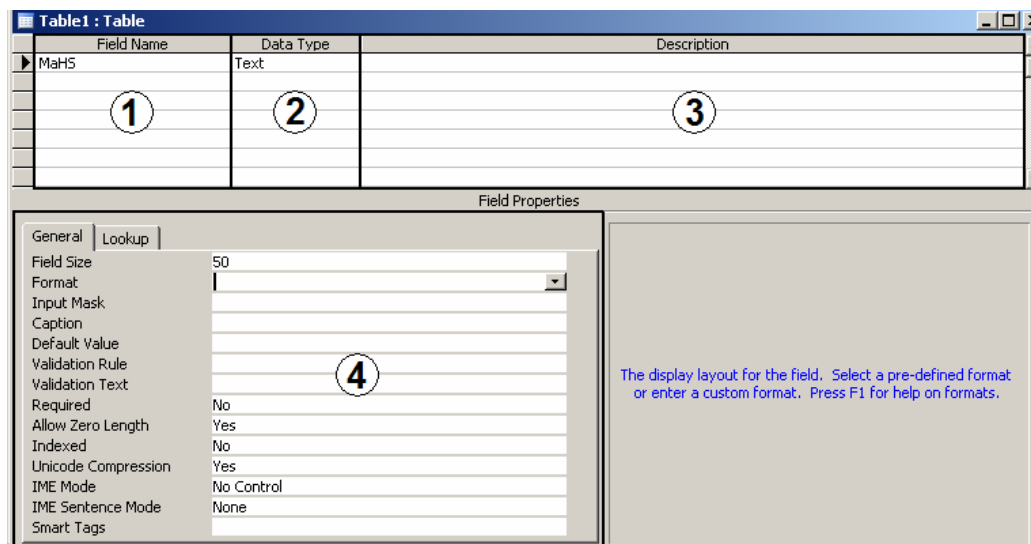 Table1 : Table
Field Name Data Type Description
MaHS Text
1 2 3
Field Properties
General Lookup
Field Size 50
Format
Input Mask
Caption
Default Value
Validation Rule
Validation Text
4
Required No
Allow Zero Length Yes
Indexed No
Unicode Compression Yes
IME Mode No Control
IME Sentence Mode None
Smart Tags
The display layout for the field. Select a pre-defined format
or enter a custom format. Press F1 for help on formats.